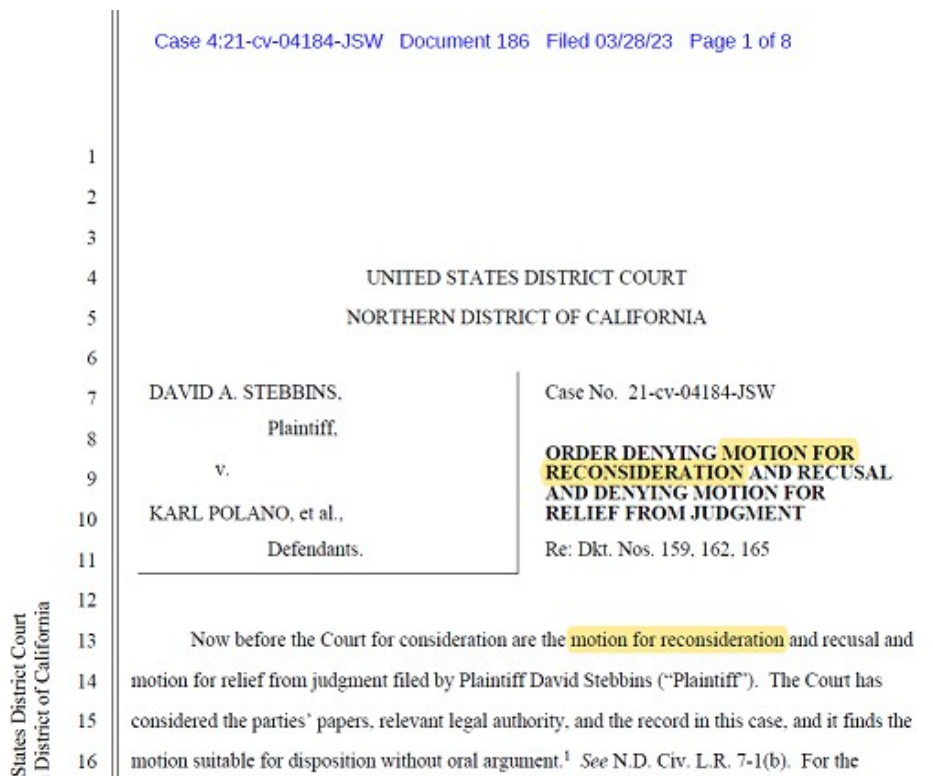 Case 4:21-cv-04184-JSW Document 186 Filed 03/28/23 Page 1 of 8
1
2
3
4 UNITED STATES DISTRICT COURT
5 NORTHERN DISTRICT OF CALIFORNIA
6
7 DAVID A. STEBBINS,
8 Plaintiff,
9 v.
10 KARL POLANO, et al.,
11 Defendants.
Case No. 21-cv-04184-JSW
ORDER DENYING MOTION FOR
RECONSIDERATION AND RECUSAL
AND DENYING MOTION FOR
RELIEF FROM JUDGMENT
Re: Dkt. Nos. 159, 162, 165
12
13 Now before the Court for consideration are the motion for reconsideration and recusal and
14 motion for relief from judgment filed by Plaintiff David Stebbins (“Plaintiff”). The Court has
15 considered the parties’ papers, relevant legal authority, and the record in this case, and it finds the
16 motion suitable for disposition without oral argument.¹ See N.D. Civ. L.R. 7-1(b). For the
States District Court
District of California